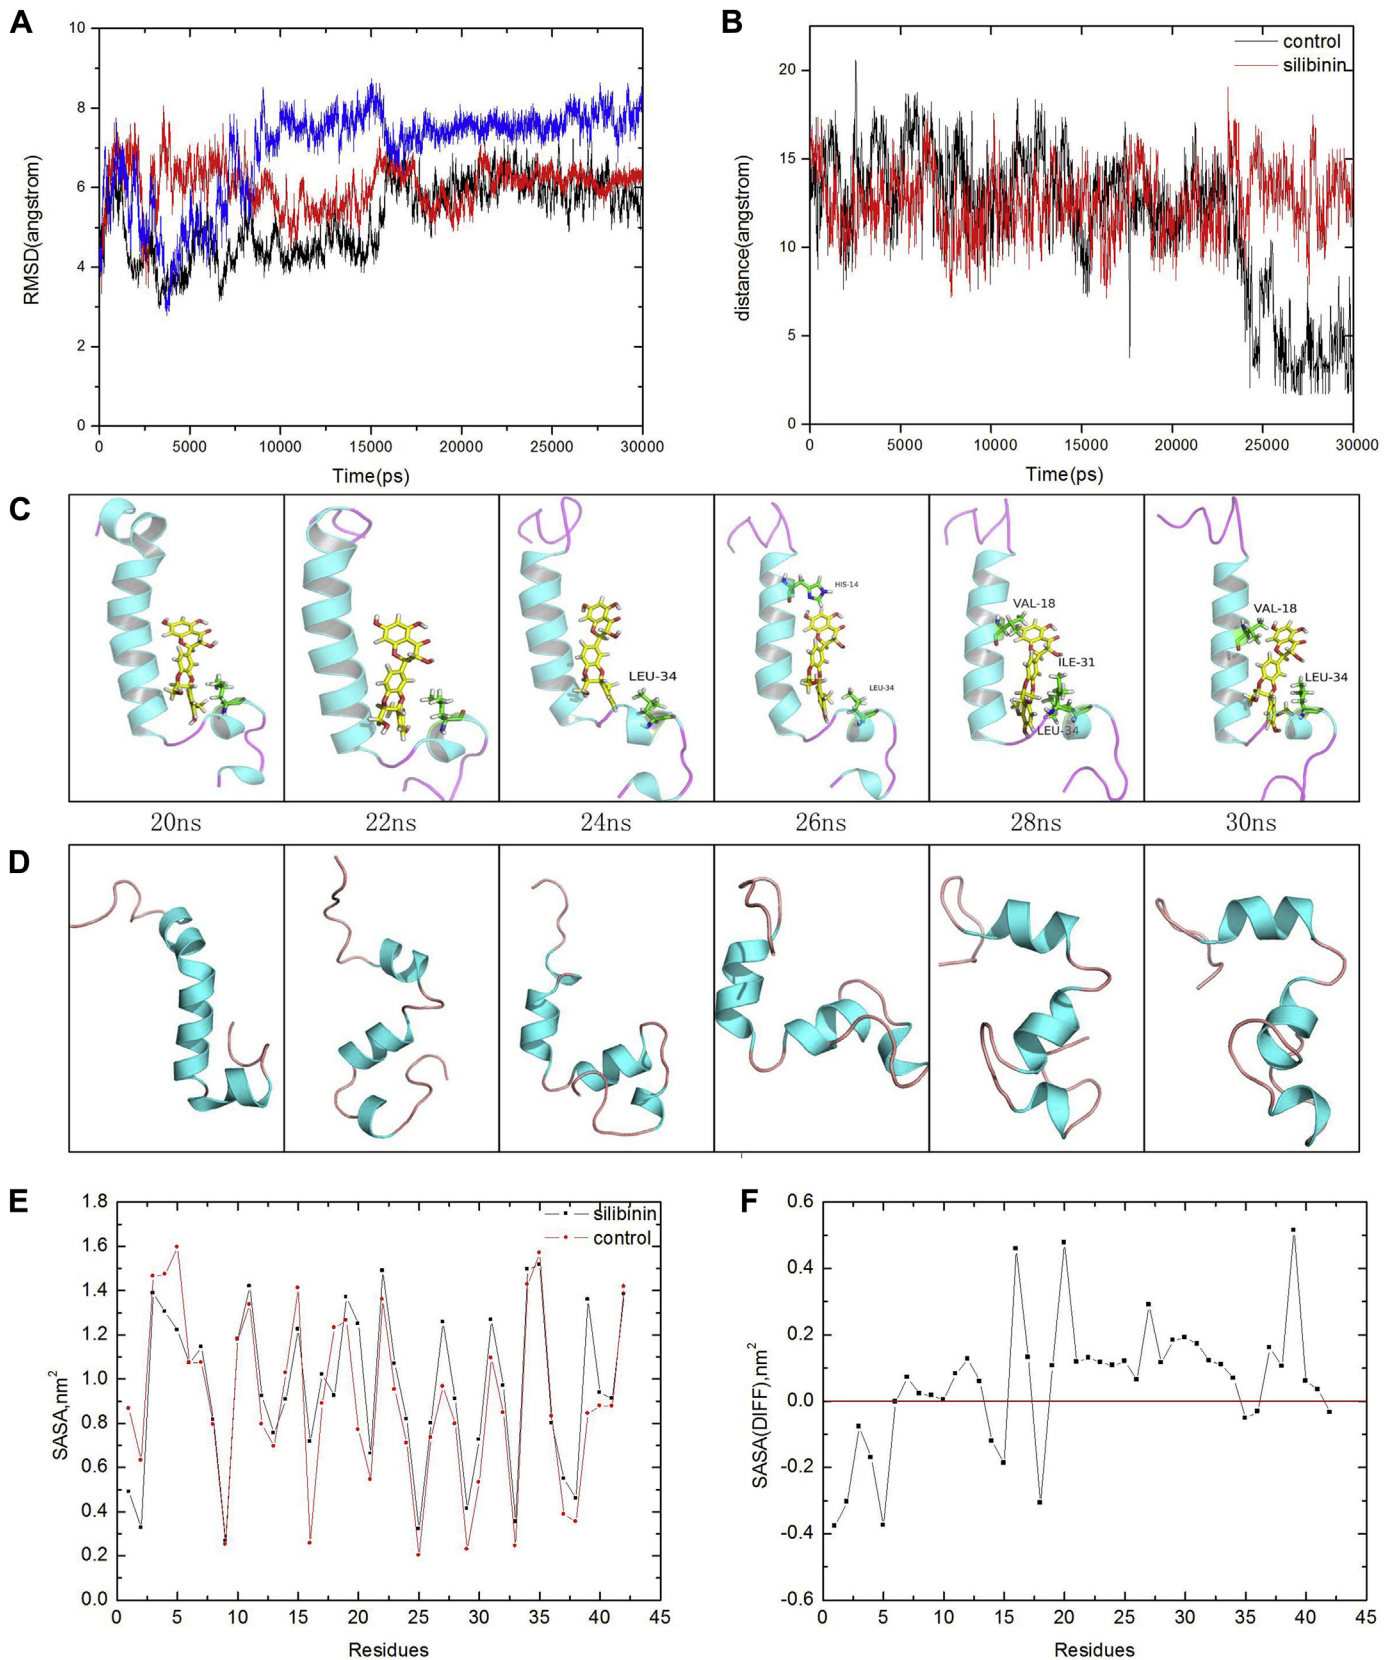 A
10
8
6
4
2
0
RMSD(angstrom)
0 5000 10000 15000 20000 25000 30000
Time(ps)
B
20
15
10
5
0
distance(angstrom)
control
silibinin
0 5000 10000 15000 20000 25000 30000
Time(ps)
C
LEU-34
HIS-14
LEU-34
VAL-18
ILE-31
LEU-34
VAL-18
LEU-34
20ns 22ns 24ns 26ns 28ns 30ns
D
E
1.8
1.6
1.4
1.2
1.0
0.8
0.6
0.4
0.2
0.0
SASA,nm²
silibinin
control
0 5 10 15 20 25 30 35 40 45
Residues
F
0.6
0.4
0.2
0.0
-0.2
-0.4
-0.6
SASA(DIFF),nm²
0 5 10 15 20 25 30 35 40 45
Residues